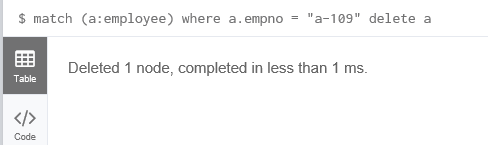 $ match (a:employee) where a.empno = "a-109" delete a
Table
Deleted 1 node, completed in less than 1 ms.
</>
Code